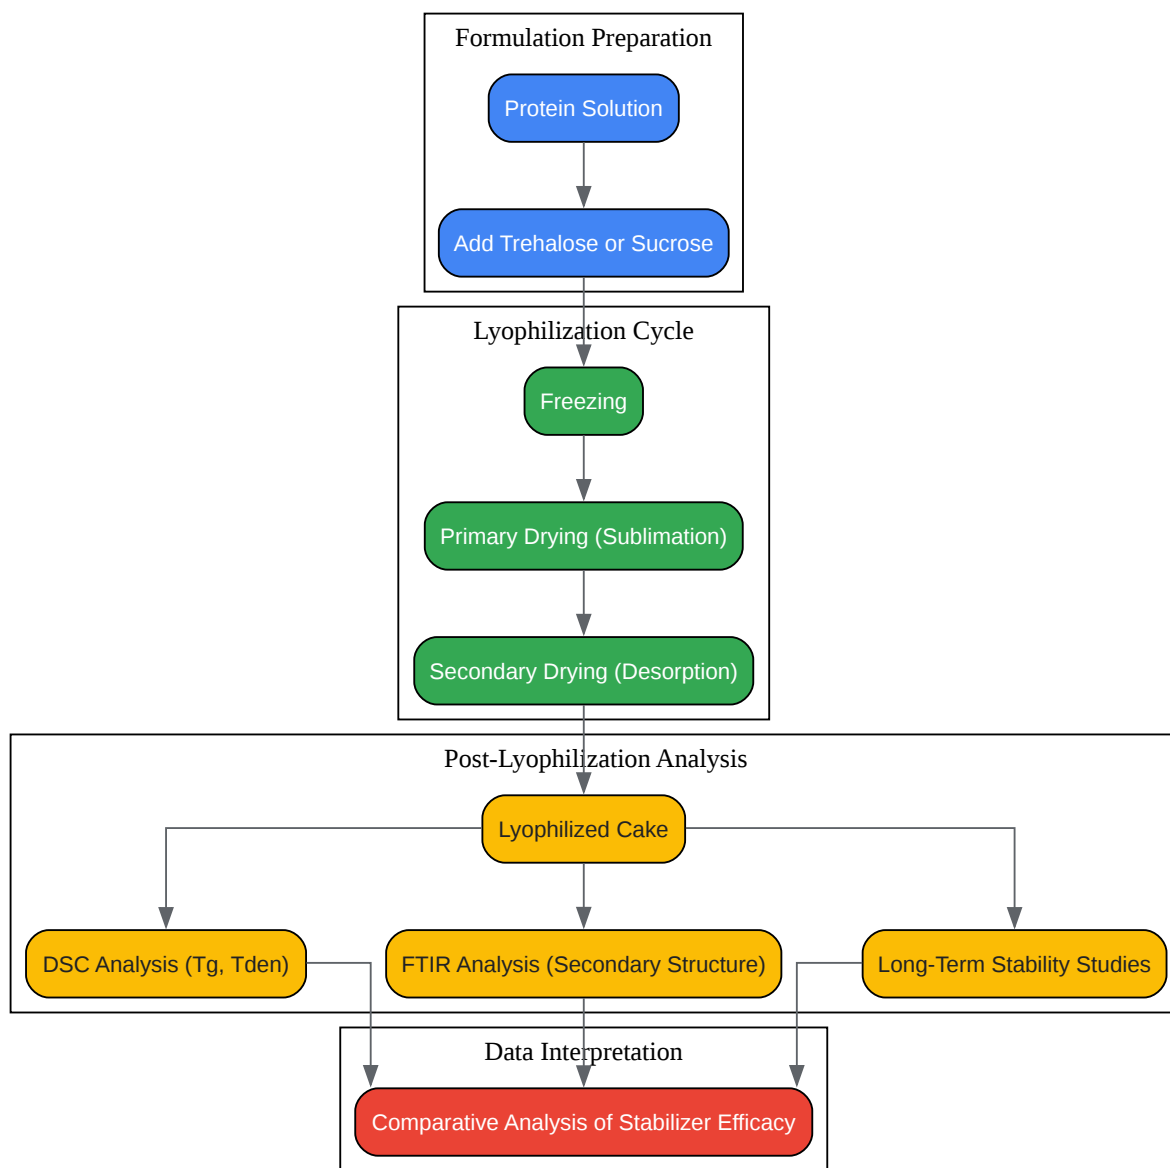 Formulation Preparation
Protein Solution
Add Trehalose or Sucrose
Lyophilization Cycle
Freezing
Primary Drying (Sublimation)
Secondary Drying (Desorption)
Post-Lyophilization Analysis
Lyophilized Cake
DSC Analysis (Tg, Tden)
FTIR Analysis (Secondary Structure)
Long-Term Stability Studies
Data Interpretation
Comparative Analysis of Stabilizer Efficacy